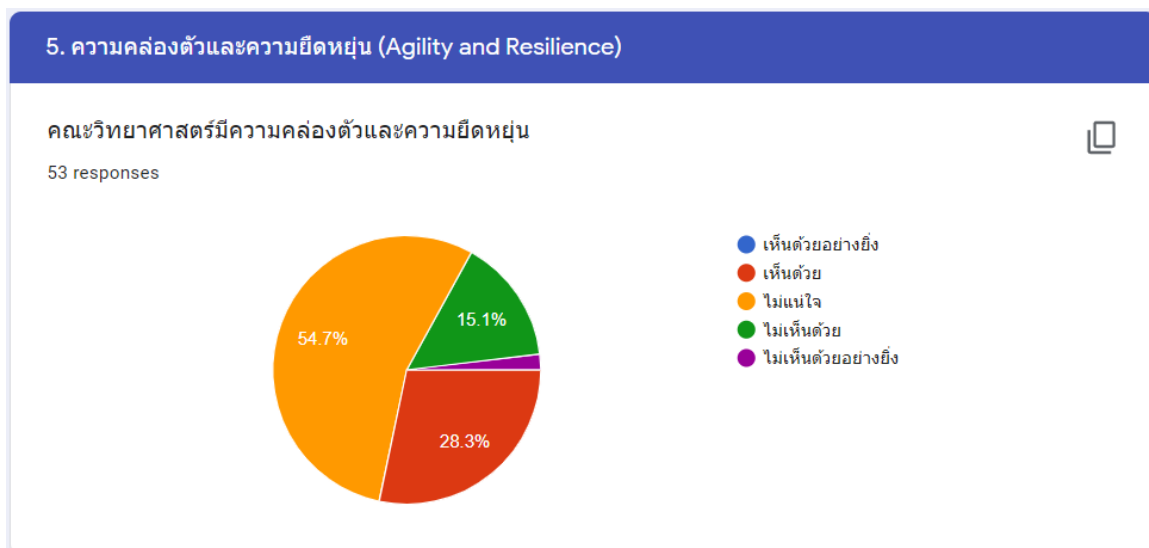 5. ความคล่องตัวและความยืดหยุ่น (Agility and Resilience)
คณะวิทยาศาสตร์มีความคล่องตัวและความยืดหยุ่น
53 responses
54.7%
15.1%
28.3%
เห็นด้วยอย่างยิ่ง
เห็นด้วย
ไม่แน่ใจ
ไม่เห็นด้วย
ไม่เห็นด้วยอย่างยิ่ง